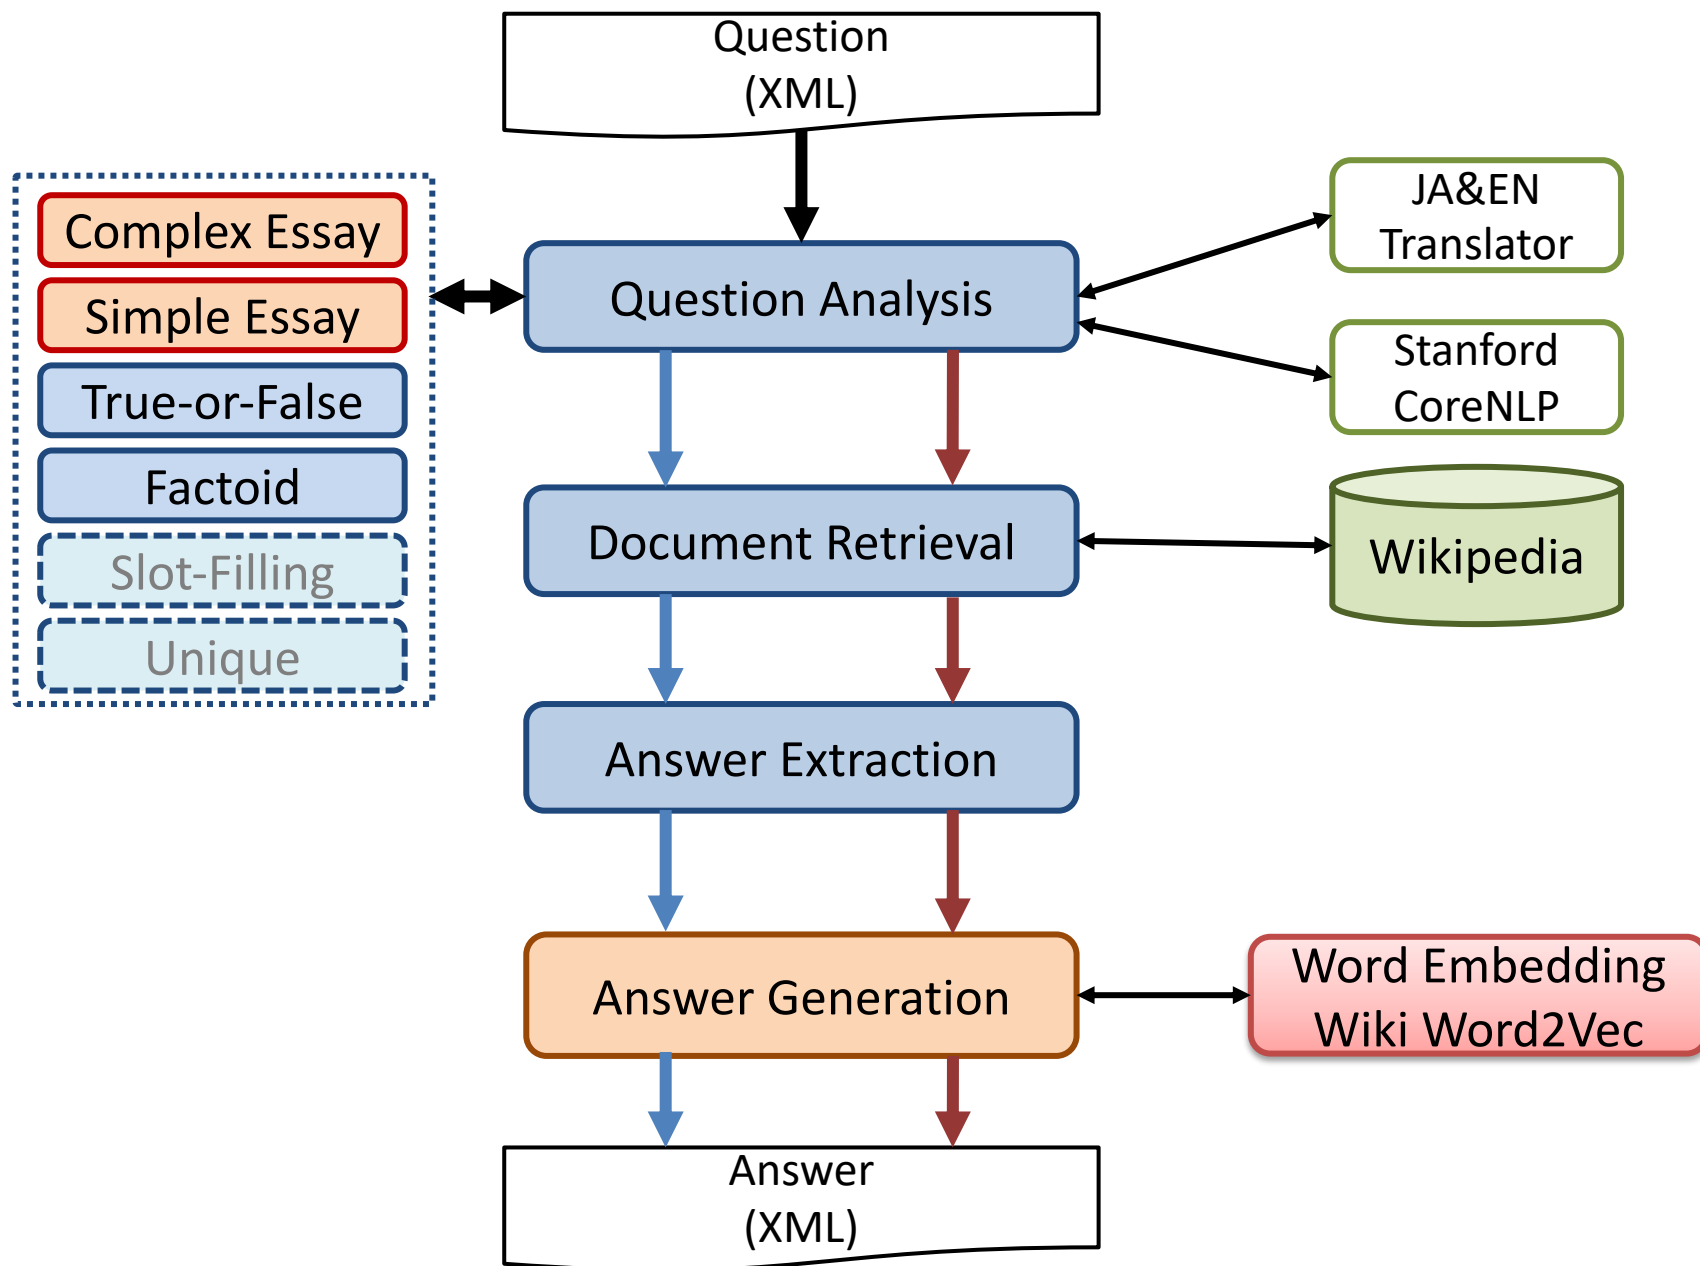 Question
(XML)
Complex Essay
Simple Essay
True-or-False
Factoid
Slot-Filling
Unique
Question Analysis
JA&EN
Translator
Stanford
CoreNLP
Document Retrieval
Wikipedia
Answer Extraction
Answer Generation
Word Embedding
Wiki Word2Vec
Answer
(XML)